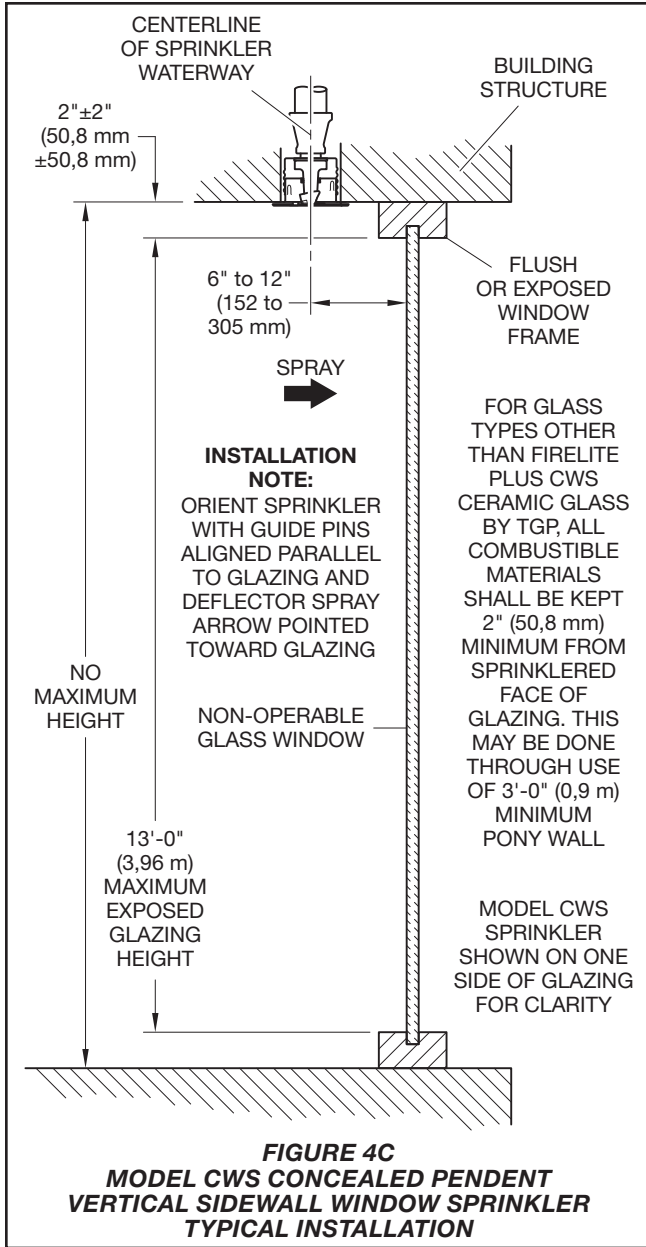 CENTERLINE
OF SPRINKLER
WATERWAY
BUILDING
STRUCTURE
2"±2"
(50,8 mm
±50,8 mm)
FLUSH
OR EXPOSED
WINDOW
FRAME
6" to 12"
(152 to
305 mm)
SPRAY
INSTALLATION
NOTE:
ORIENT SPRINKLER
WITH GUIDE PINS
ALIGNED PARALLEL
TO GLAZING AND
DEFLECTOR SPRAY
ARROW POINTED
TOWARD GLAZING
FOR GLASS
TYPES OTHER
THAN FIRELITE
PLUS CWS
CERAMIC GLASS
BY TGP, ALL
COMBUSTIBLE
MATERIALS
SHALL BE KEPT
2" (50,8 mm)
MINIMUM FROM
SPRINKLERED
FACE OF
GLAZING. THIS
MAY BE DONE
THROUGH USE
OF 3'-0" (0,9 m)
MINIMUM
PONY WALL
NO
MAXIMUM
HEIGHT
NON-OPERABLE
GLASS WINDOW
13'-0"
(3,96 m)
MAXIMUM
EXPOSED
GLAZING
HEIGHT
MODEL CWS
SPRINKLER
SHOWN ON ONE
SIDE OF GLAZING
FOR CLARITY
FIGURE 4C
MODEL CWS CONCEALED PENDENT
VERTICAL SIDEWALL WINDOW SPRINKLER
TYPICAL INSTALLATION